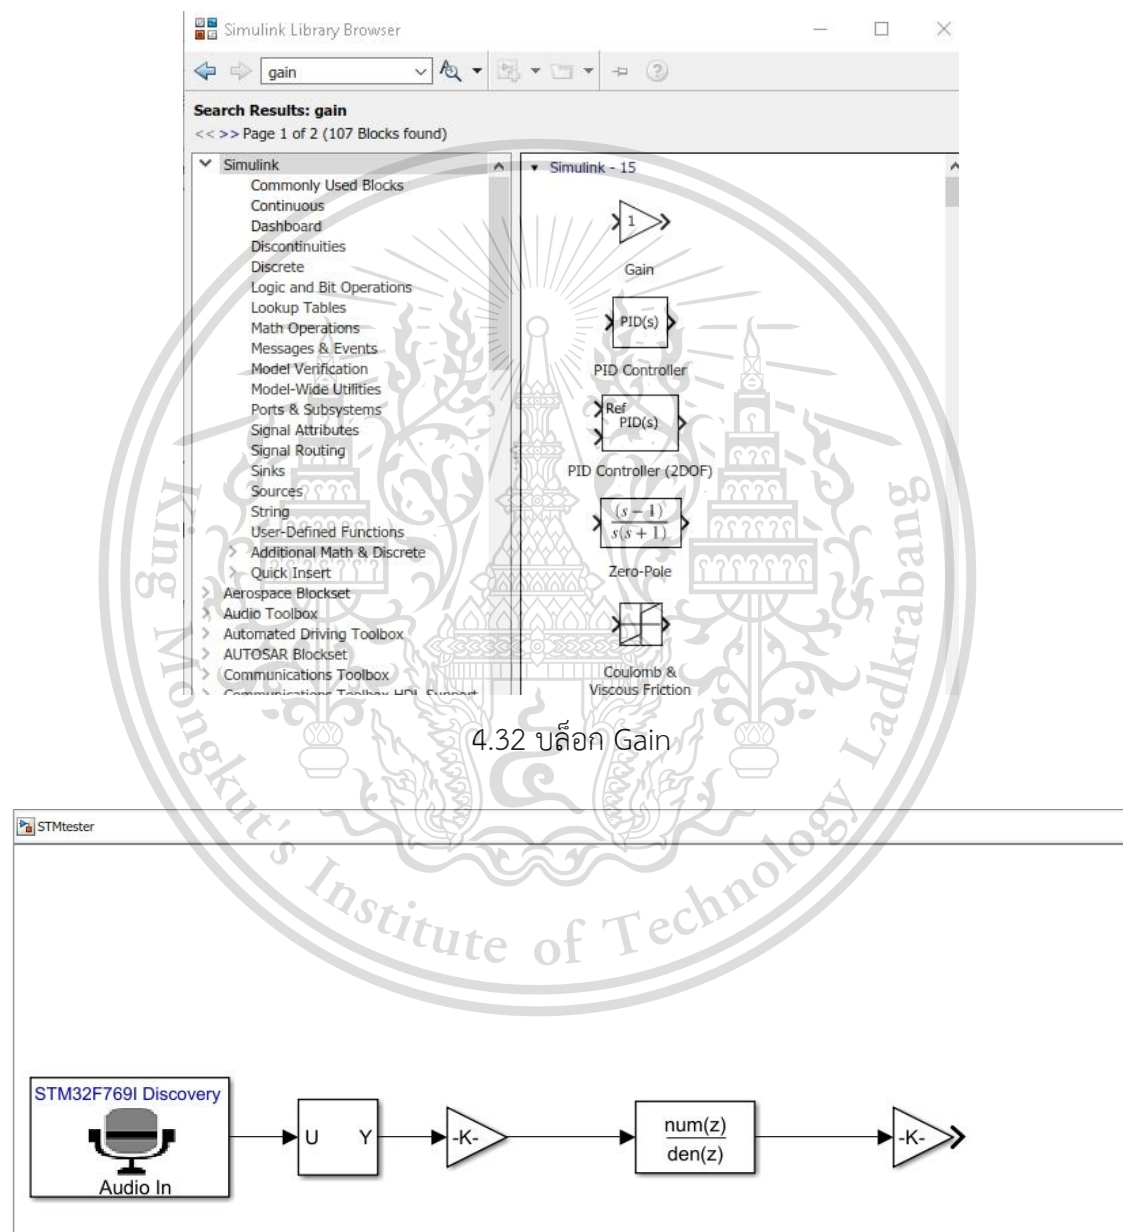 Simulink Library Browser
gain
Search Results: gain
<< >> Page 1 of 2 (107 Blocks found)
Simulink
Commonly Used Blocks
Continuous
Dashboard
Discontinuities
Discrete
Logic and Bit Operations
Lookup Tables
Math Operations
Messages & Events
Model Verification
Model-Wide Utilities
Ports & Subsystems
Signal Attributes
Signal Routing
Sinks
Sources
String
User-Defined Functions
Additional Math & Discrete
Quick Insert
Aerospace Blockset
Audio Toolbox
Automated Driving Toolbox
AUTOSAR Blockset
Communications Toolbox
Communications Toolbox HDL Support
Simulink - 15
1
Gain
PID(s)
PID Controller
Ref
PID(s)
PID Controller (2DOF)
(s − 1)
s(s + 1)
Zero-Pole
Coulomb &
Viscous Friction
4.32 บล็อก Gain
King Mongkut's Institute of Technology Ladkrabang
STMtester
STM32F769I Discovery
Audio In
U Y
-K-
num(z)
den(z)
-K-